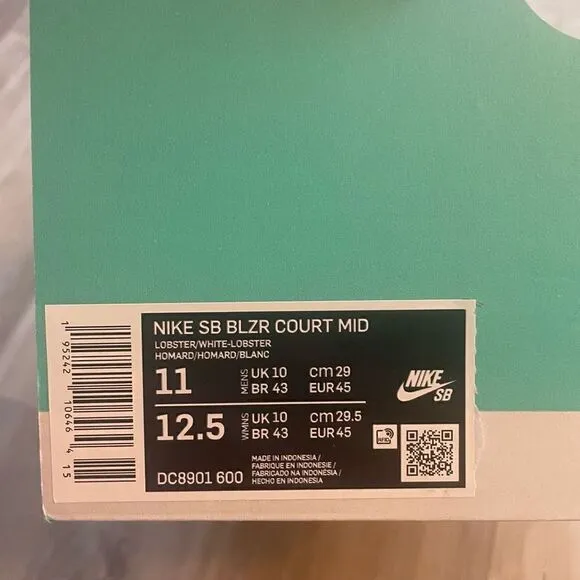 NIKE SB BLZR COURT MID
LOBSTER/WHITE-LOBSTER
HOMARD/HOMARD/BLANC
11 MENS UK 10 cm 29
BR 43 EUR 45
12.5 WMNS UK 10 cm 29.5
BR 43 EUR 45
NIKE SB
DC8901 600
MADE IN INDONESIA /
FABRIQUE EN INDONESIE /
FABRICADO NA INDONÉSIA /
HECHO EN INDONESIA
RFID
1 95242 10646 4 15